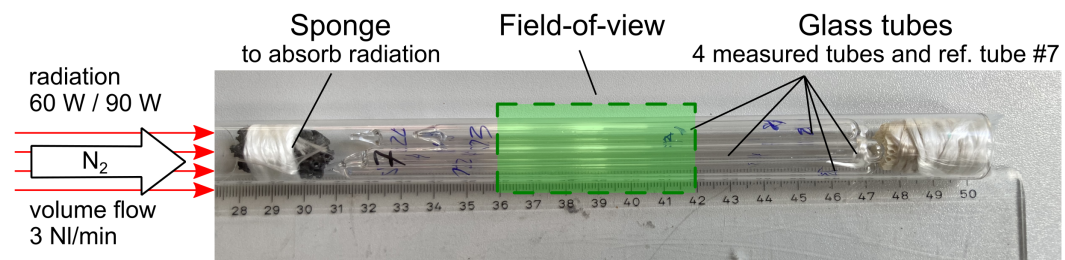 Sponge
to absorb radiation
Field-of-view
Glass tubes
4 measured tubes and ref. tube #7
radiation
60 W / 90 W
N₂
volume flow
3 Nl/min
7
28 29 30 31 32 33 34 35 36 37 38 39 40 41 42 43 44 45 46 47 48 49 50